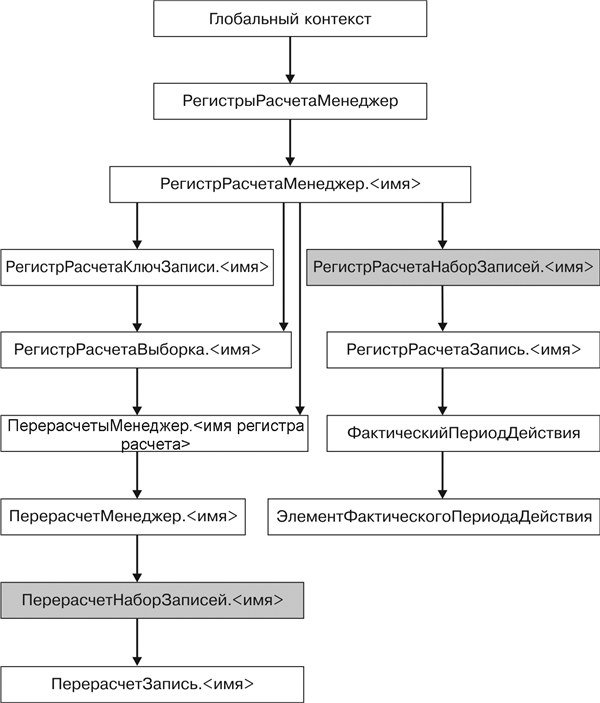 Глобальный контекст
РегистрыРасчетаМенеджер
РегистрРасчетаМенеджер.<имя>
РегистрРасчетаКлючЗаписи.<имя>
РегистрРасчетаНаборЗаписей.<имя>
РегистрРасчетаВыборка.<имя>
РегистрРасчетаЗапись.<имя>
ПерерасчетыМенеджер.<имя регистра
расчета>
ФактическийПериодДействия
ПерерасчетМенеджер.<имя>
ЭлементФактическогоПериодаДействия
ПерерасчетНаборЗаписей.<имя>
ПерерасчетЗапись.<имя>